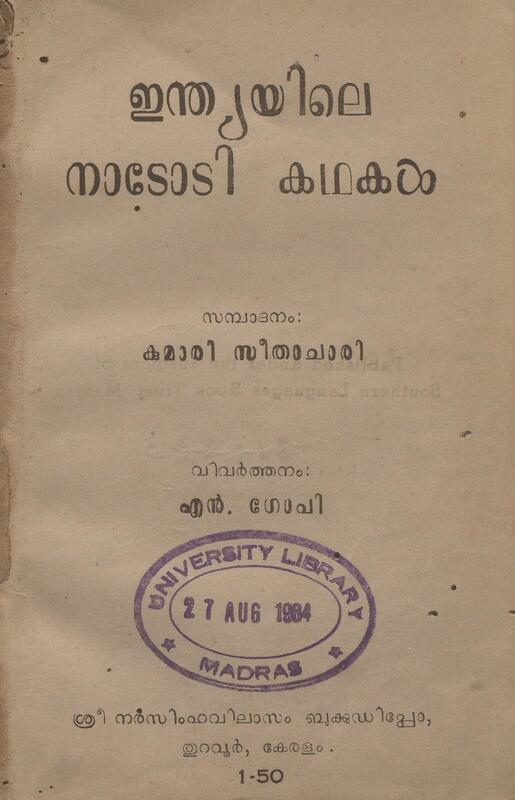 ഇന്ത്യയിലെ
നാടോടി കഥകൾ
സമ്പാദനം:
കുമാരി സീതാചാരി
വിവർത്തനം:
എൻ. ഗോപി
UNIVERSITY LIBRARY
27 AUG 1964
MADRAS
ശ്രീ നർസിംഹവിലാസം ബുക്കുഡിപ്പോ,
തുറവൂർ, കേരളം.
1-50